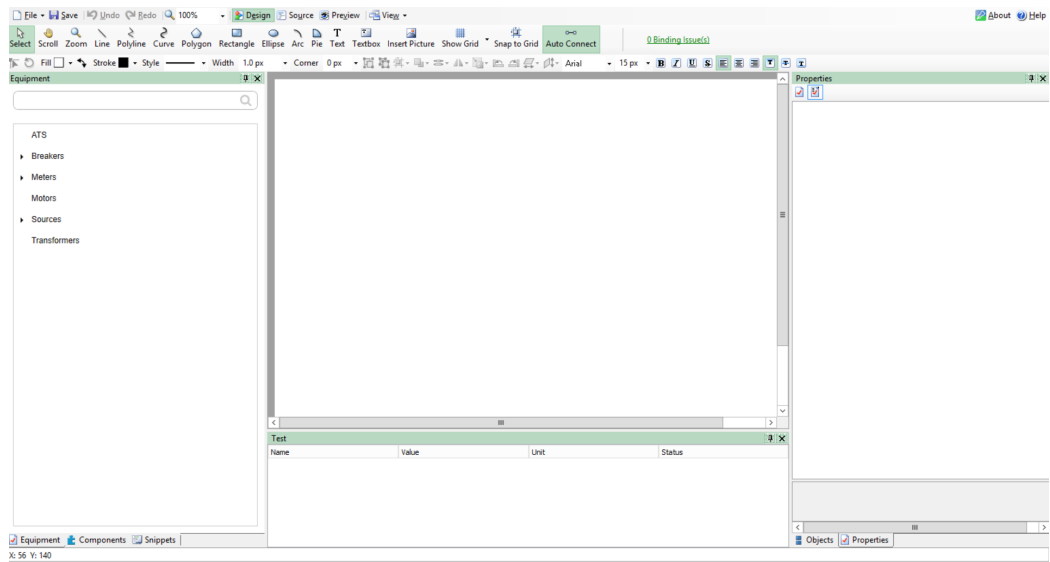 File Save Undo Redo 100% Design Source Preview View About Help
Select Scroll Zoom Line Polyline Curve Polygon Rectangle Ellipse Arc Pie Text Textbox Insert Picture Show Grid Snap to Grid Auto Connect 0 Binding Issue(s)
Fill Stroke Style Width 1.0 px Corner 0 px Arial 15 px B I U S
Equipment
Properties
ATS
Breakers
Meters
Motors
Sources
Transformers
Test
Name Value Unit Status
Equipment Components Snippets
Objects Properties
X: 56 Y: 140